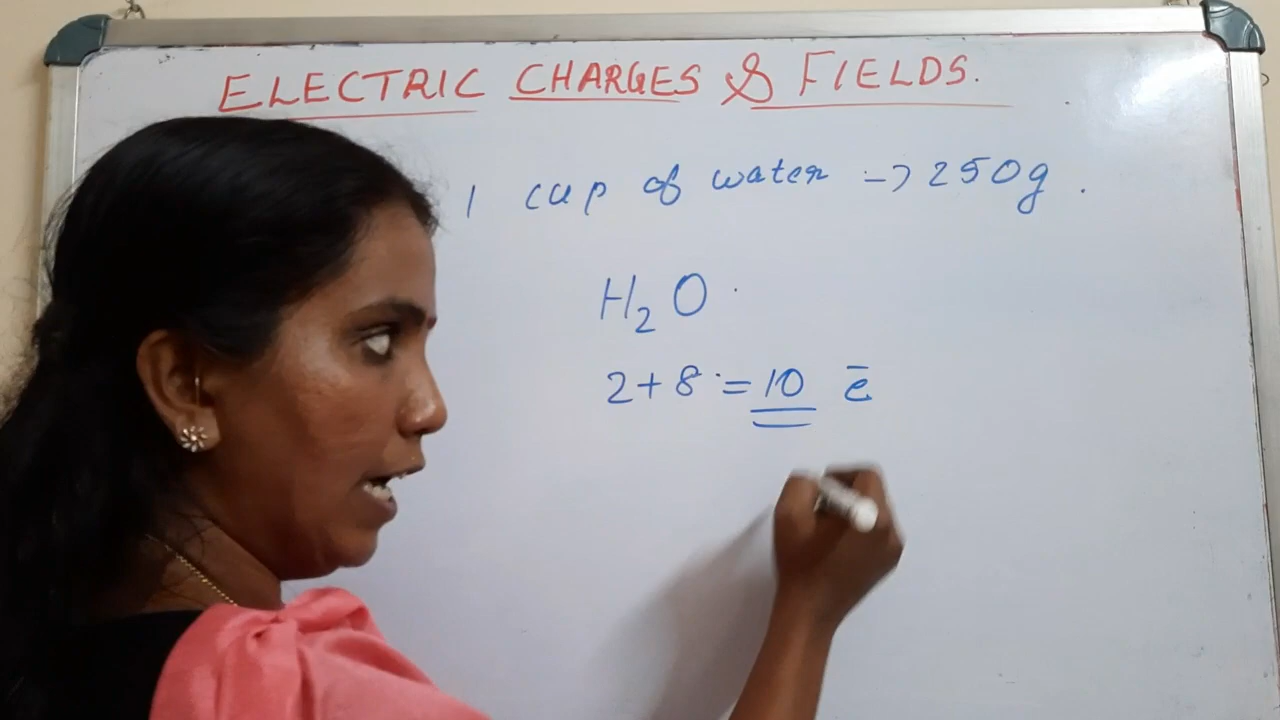 ELECTRIC CHARGES & FIELDS.
1 cup of water -> 250g.
H₂O
2+8 = 10 e̅